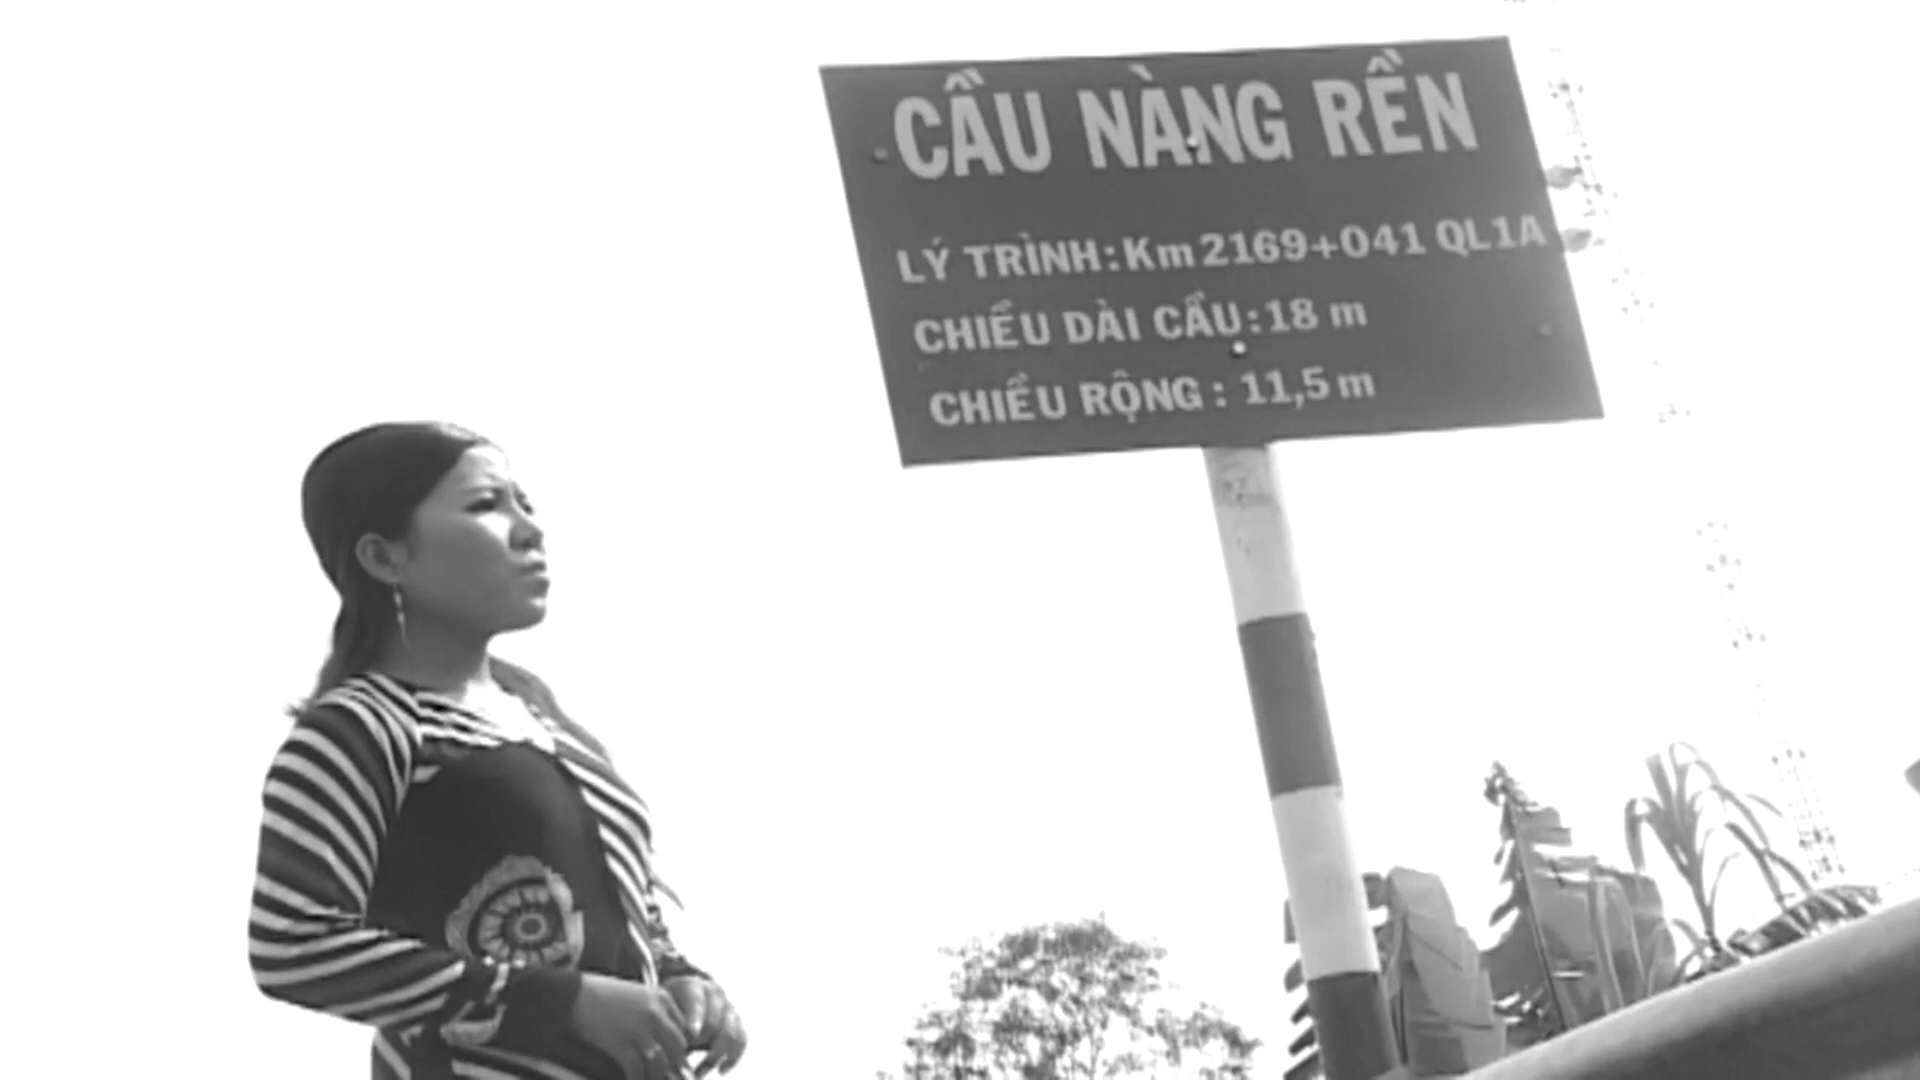 CẦU NÀNG RỀN
LÝ TRÌNH: Km 2169+041 QL1A
CHIỀU DÀI CẦU: 18 m
CHIỀU RỘNG : 11,5 m